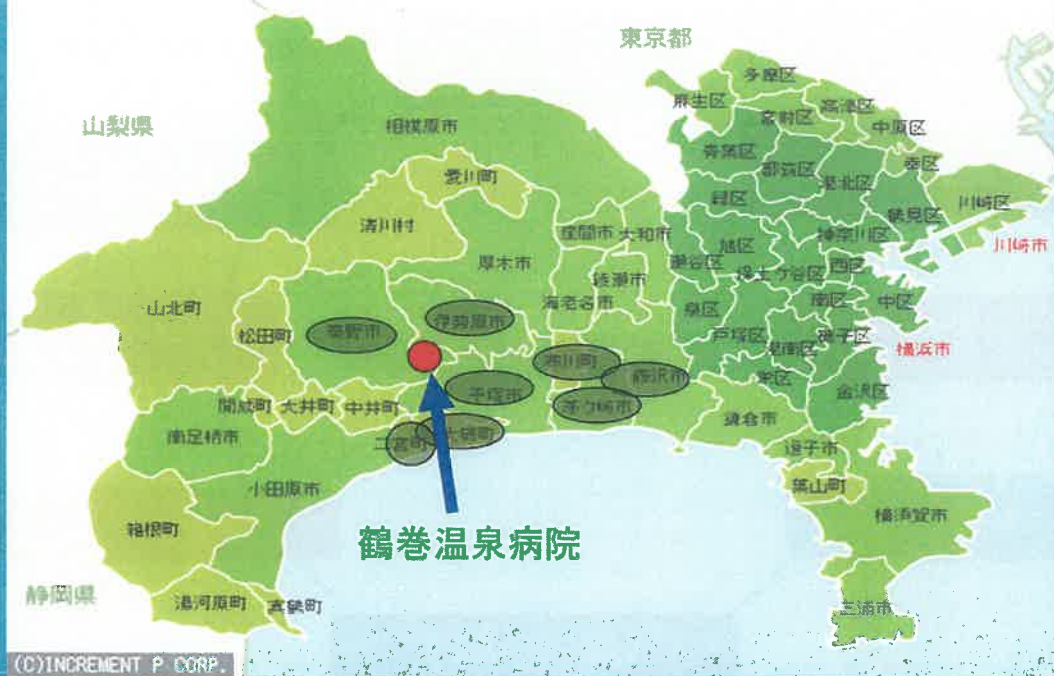 東京都
多摩区
麻生区
高津区
山梨県
相模原市
宮前区
中原区
青葉区
幸区
愛川町
都筑区
港北区
緑区
川崎区
鶴見区
清川村
座間市
大和市
旭区
神奈川区
川崎市
厚木市
瀬谷区
保土ケ谷区
西区
綾瀬市
海老名市
山北町
泉区
南区
中区
伊勢原市
松田町
秦野市
戸塚区
磯子区
港南区
横浜市
寒川町
藤沢市
栄区
平塚市
金沢区
開成町
大井町
中井町
茅ケ崎市
鎌倉市
南足柄市
二宮町
大磯町
逗子市
小田原市
葉山町
箱根町
横須賀市
鶴巻温泉病院
静岡県
湯河原町
真鶴町
三浦市
(C)INCREMENT P CORP.